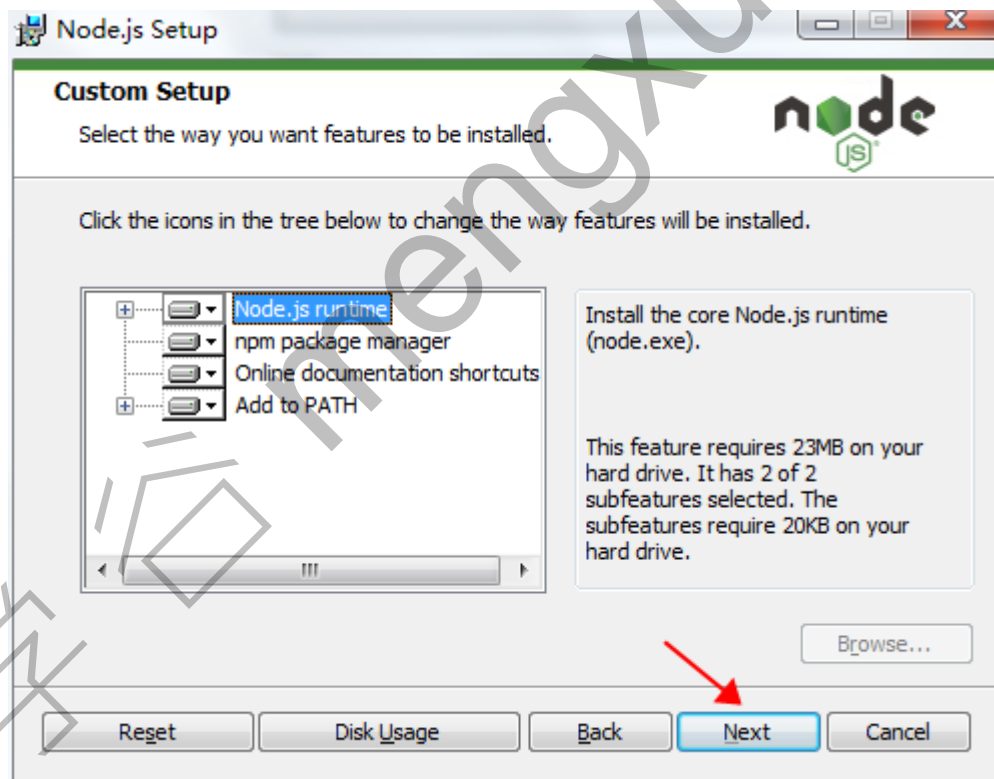 Node.js Setup
Custom Setup
Select the way you want features to be installed.
node
JS
Click the icons in the tree below to change the way features will be installed.
Node.js runtime
npm package manager
Online documentation shortcuts
Add to PATH
Install the core Node.js runtime
(node.exe).
This feature requires 23MB on your
hard drive. It has 2 of 2
subfeatures selected. The
subfeatures require 20KB on your
hard drive.
Browse...
Reset
Disk Usage
Back
Next
Cancel